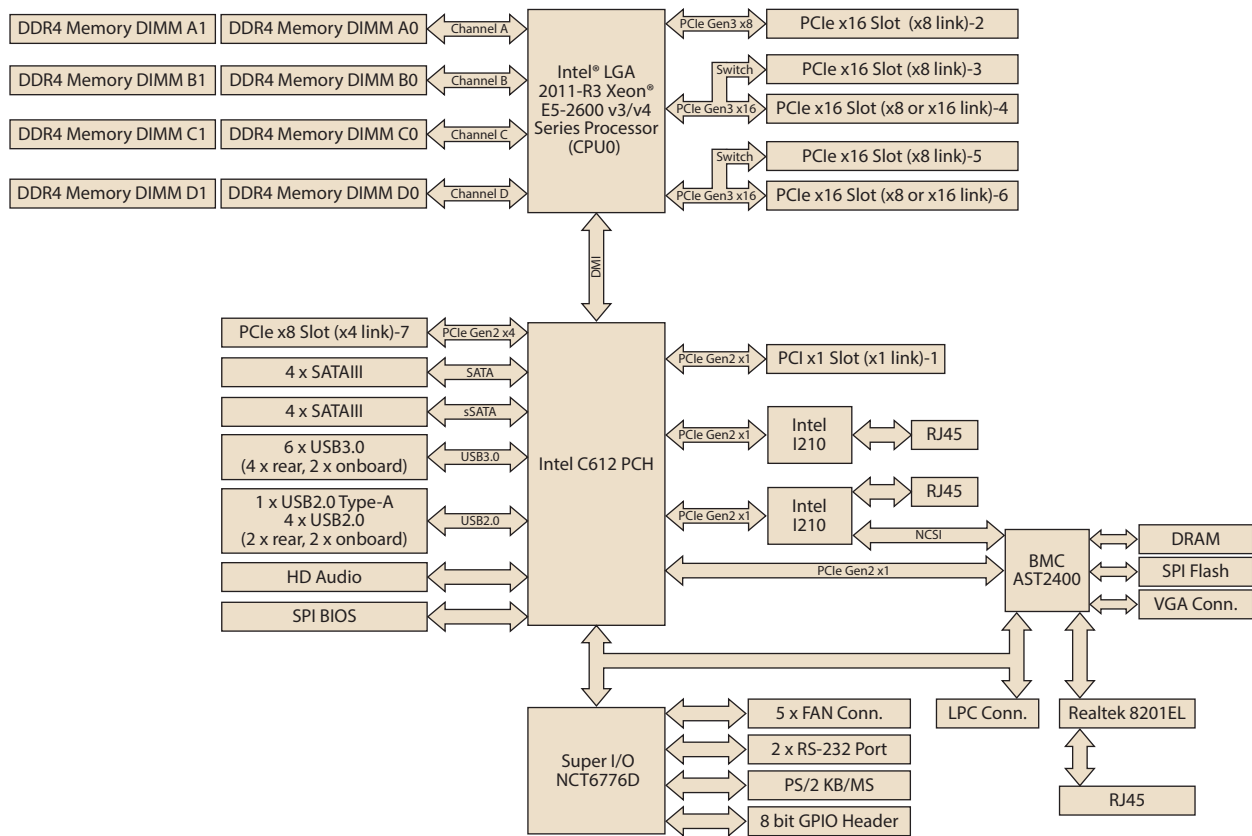 DDR4 Memory DIMM A1
DDR4 Memory DIMM A0
Channel A
DDR4 Memory DIMM B1
DDR4 Memory DIMM B0
Channel B
DDR4 Memory DIMM C1
DDR4 Memory DIMM C0
Channel C
DDR4 Memory DIMM D1
DDR4 Memory DIMM D0
Channel D
Intel® LGA
2011-R3 Xeon®
E5-2600 v3/v4
Series Processor
(CPU0)
PCIe Gen3 x8
PCIe x16 Slot (x8 link)-2
Switch
PCIe x16 Slot (x8 link)-3
PCIe Gen3 x16
PCIe x16 Slot (x8 or x16 link)-4
Switch
PCIe x16 Slot (x8 link)-5
PCIe Gen3 x16
PCIe x16 Slot (x8 or x16 link)-6
DMI
PCIe x8 Slot (x4 link)-7
PCIe Gen2 x4
4 x SATAIII
SATA
4 x SATAIII
sSATA
6 x USB3.0
(4 x rear, 2 x onboard)
USB3.0
1 x USB2.0 Type-A
4 x USB2.0
(2 x rear, 2 x onboard)
USB2.0
HD Audio
SPI BIOS
Intel C612 PCH
PCIe Gen2 x1
PCI x1 Slot (x1 link)-1
PCIe Gen2 x1
Intel
I210
RJ45
PCIe Gen2 x1
Intel
I210
RJ45
NCSI
PCIe Gen2 x1
BMC
AST2400
DRAM
SPI Flash
VGA Conn.
LPC Conn.
Realtek 8201EL
RJ45
Super I/O
NCT6776D
5 x FAN Conn.
2 x RS-232 Port
PS/2 KB/MS
8 bit GPIO Header